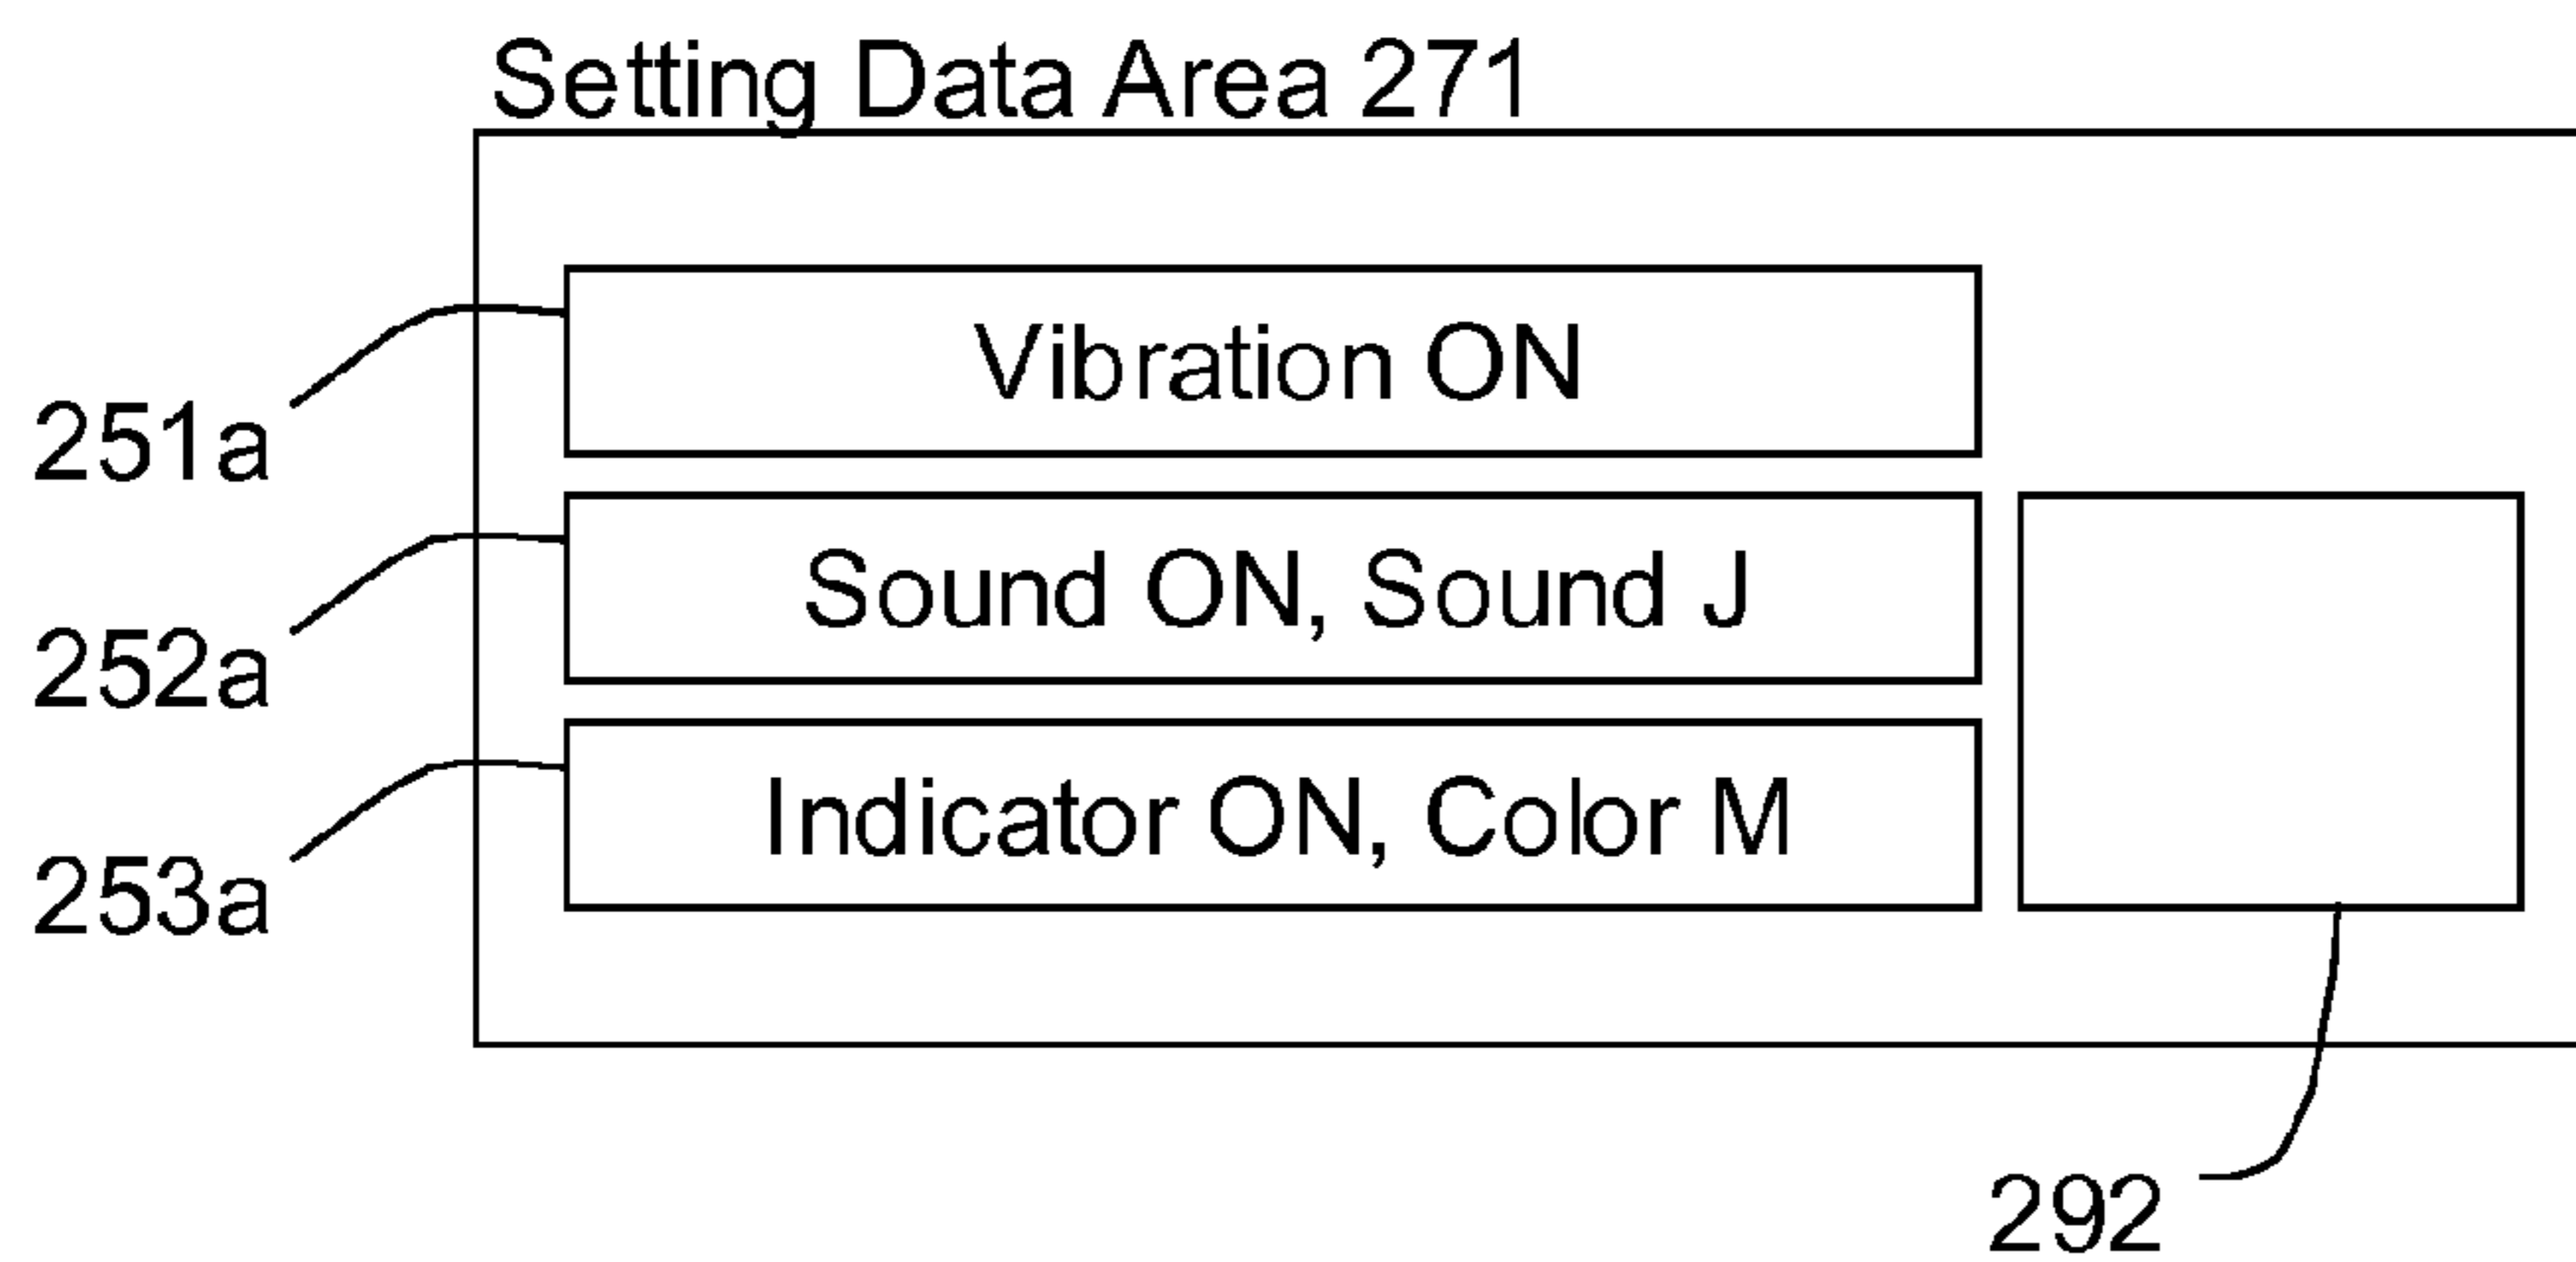 Setting Data Area 271
Vibration ON
251a
Sound ON, Sound J
252a
Indicator ON, Color M
253a
292